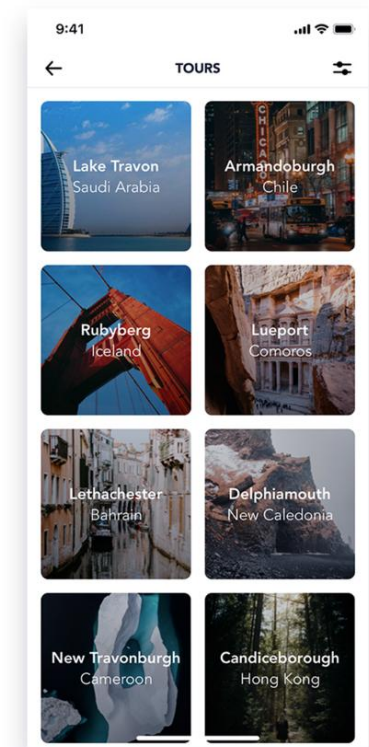 9:41
TOURS
Lake Travon
Saudi Arabia
Armandoburgh
Chile
CHICAGO
Rubyberg
Iceland
Lueport
Comoros
Lethachester
Bahrain
Delphiamouth
New Caledonia
New Travonburgh
Cameroon
Candiceborough
Hong Kong